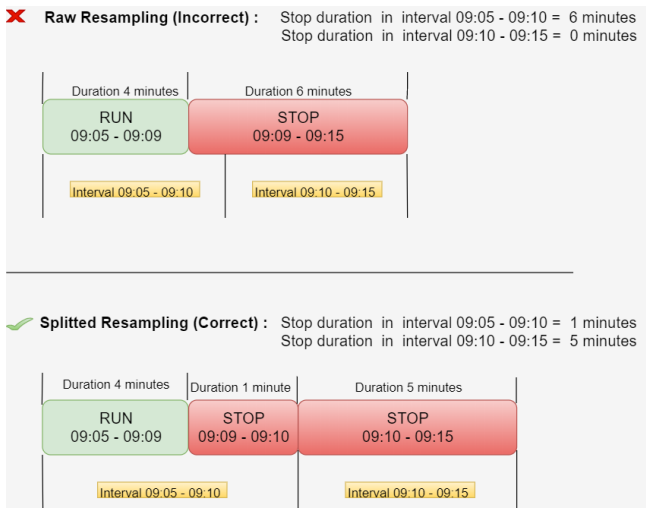 Raw Resampling (Incorrect) : Stop duration in interval 09:05 - 09:10 = 6 minutes
Stop duration in interval 09:10 - 09:15 = 0 minutes
Duration 4 minutes Duration 6 minutes
RUN STOP
09:05 - 09:09 09:09 - 09:15
Interval 09:05 - 09:10 Interval 09:10 - 09:15
Splitted Resampling (Correct) : Stop duration in interval 09:05 - 09:10 = 1 minutes
Stop duration in interval 09:10 - 09:15 = 5 minutes
Duration 4 minutes Duration 1 minute Duration 5 minutes
RUN STOP STOP
09:05 - 09:09 09:09 - 09:10 09:10 - 09:15
Interval 09:05 - 09:10 Interval 09:10 - 09:15